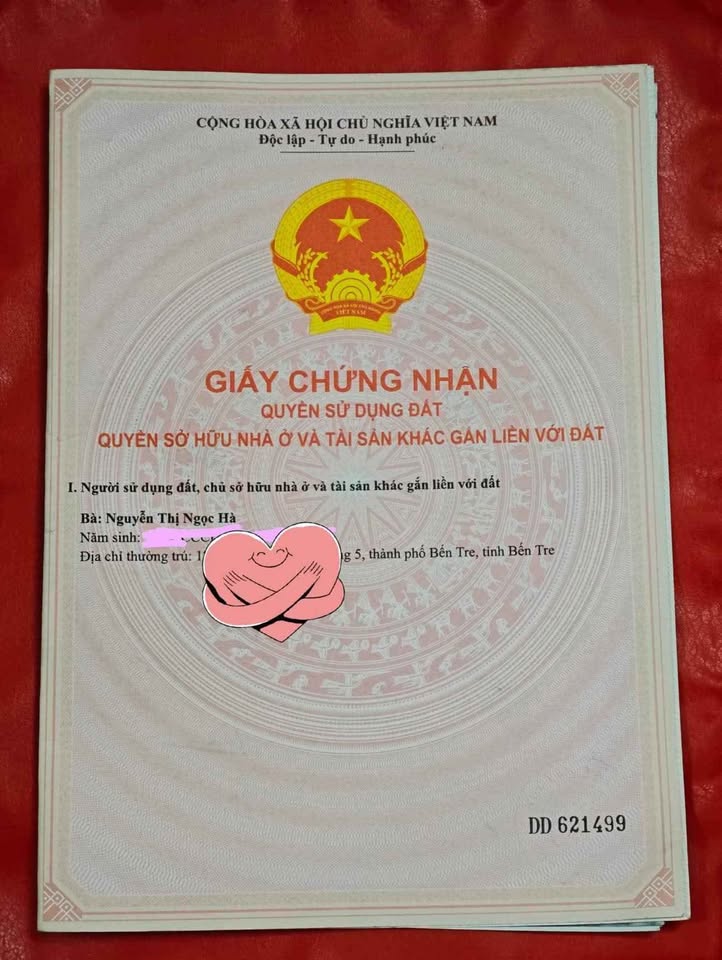 CỘNG HÒA XÃ HỘI CHỦ NGHĨA VIỆT NAM
Độc lập - Tự do - Hạnh phúc
VIỆT NAM
GIẤY CHỨNG NHẬN
QUYỀN SỬ DỤNG ĐẤT
QUYỀN SỞ HỮU NHÀ Ở VÀ TÀI SẢN KHÁC GẮN LIỀN VỚI ĐẤT
I. Người sử dụng đất, chủ sở hữu nhà ở và tài sản khác gắn liền với đất
Bà: Nguyễn Thị Ngọc Hà
Năm sinh:
Địa chỉ thường trú: 5, thành phố Bến Tre, tỉnh Bến Tre
DD 621499